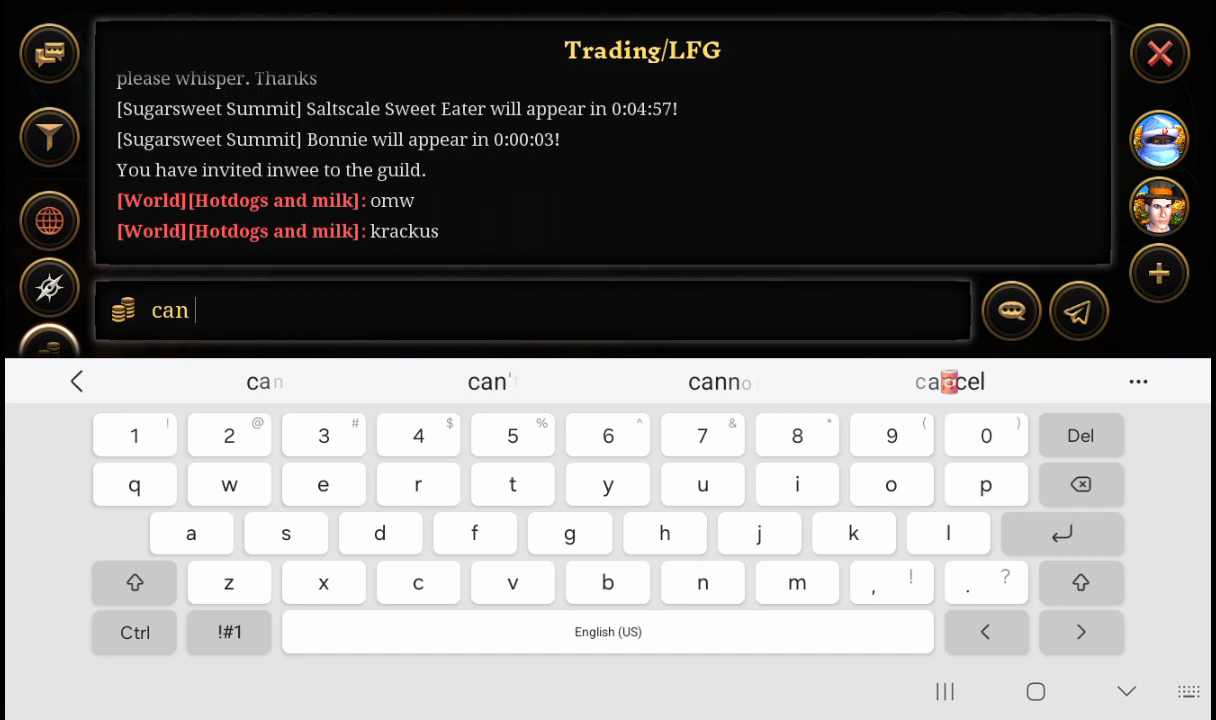 Trading/LFG
please whisper. Thanks
[Sugarsweet Summit] Saltscale Sweet Eater will appear in 0:04:57!
[Sugarsweet Summit] Bonnie will appear in 0:00:03!
You have invited inwee to the guild.
[World][Hotdogs and milk]: omw
[World][Hotdogs and milk]: krackus
can
can can't canno ca cel
1 ! 2 @ 3 # 4 $ 5 % 6 ^ 7 & 8 * 9 ( 0 ) Del
q w e r t y u i o p
a s d f g h j k l
z x c v b n m , ! . ?
Ctrl !#1 English (US) < >